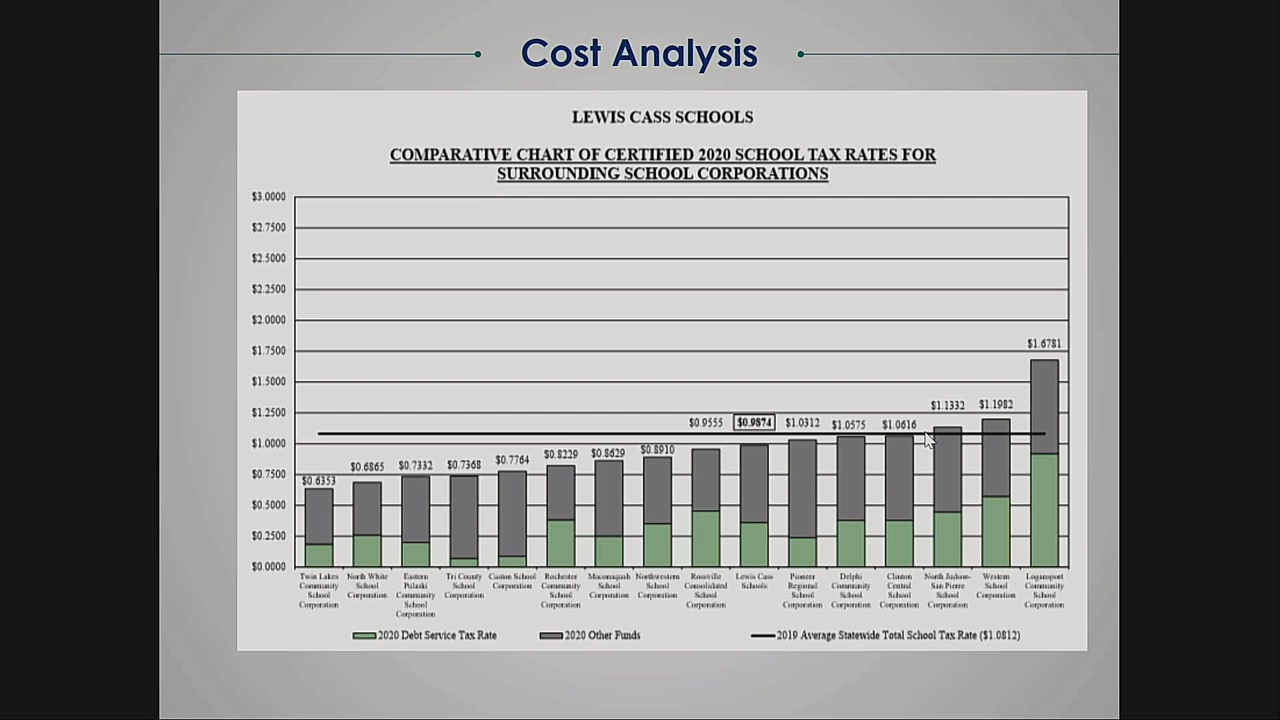 Cost Analysis
LEWIS CASS SCHOOLS
COMPARATIVE CHART OF CERTIFIED 2020 SCHOOL TAX RATES FOR
SURROUNDING SCHOOL CORPORATIONS
$3.0000
$2.7500
$2.5000
$2.2500
$2.0000
$1.7500
$1.5000
$1.2500
$1.0000
$0.7500
$0.5000
$0.2500
$0.0000
$0.6353
$0.6865
$0.7332
$0.7368
$0.7764
$0.8229
$0.8629
$0.8910
$0.9555
$0.9874
$1.0312
$1.0575
$1.0616
$1.1332
$1.1982
$1.6781
Twin Lakes
Community
School
Corporation
North White
School
Corporation
Eastern
Pulaski
Community
School
Corporation
Tri County
School
Corporation
Caston School
Corporation
Rochester
Community
School
Corporation
Maconaquah
School
Corporation
Northwestern
School
Corporation
Rossville
Consolidated
School
Corporation
Lewis Cass
Schools
Pioneer
Regional
School
Corporation
Delphi
Community
School
Corporation
Clinton
Central
School
Corporation
North Judson-
San Pierre
School
Corporation
Western
School
Corporation
Logansport
Community
School
Corporation
2020 Debt Service Tax Rate
2020 Other Funds
2019 Average Statewide Total School Tax Rate ($1.0812)